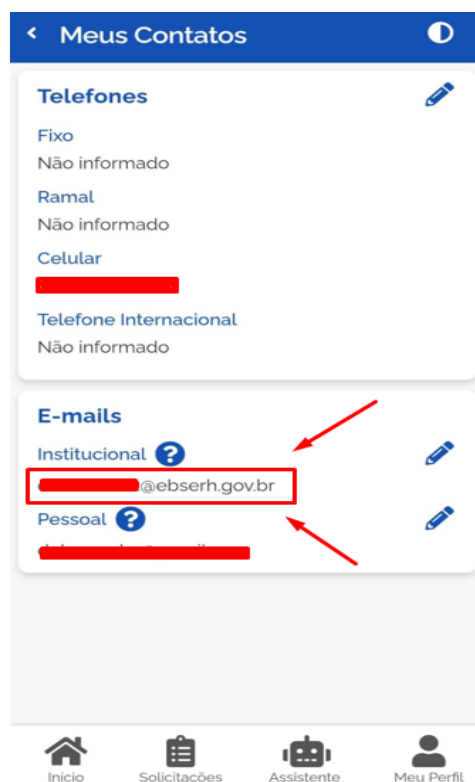 Meus Contatos
Telefones
Fixo
Não informado
Ramal
Não informado
Celular
Telefone Internacional
Não informado
E-mails
Institucional ?
@ebserh.gov.br
Pessoal ?
Início Solicitações Assistente Meu Perfil